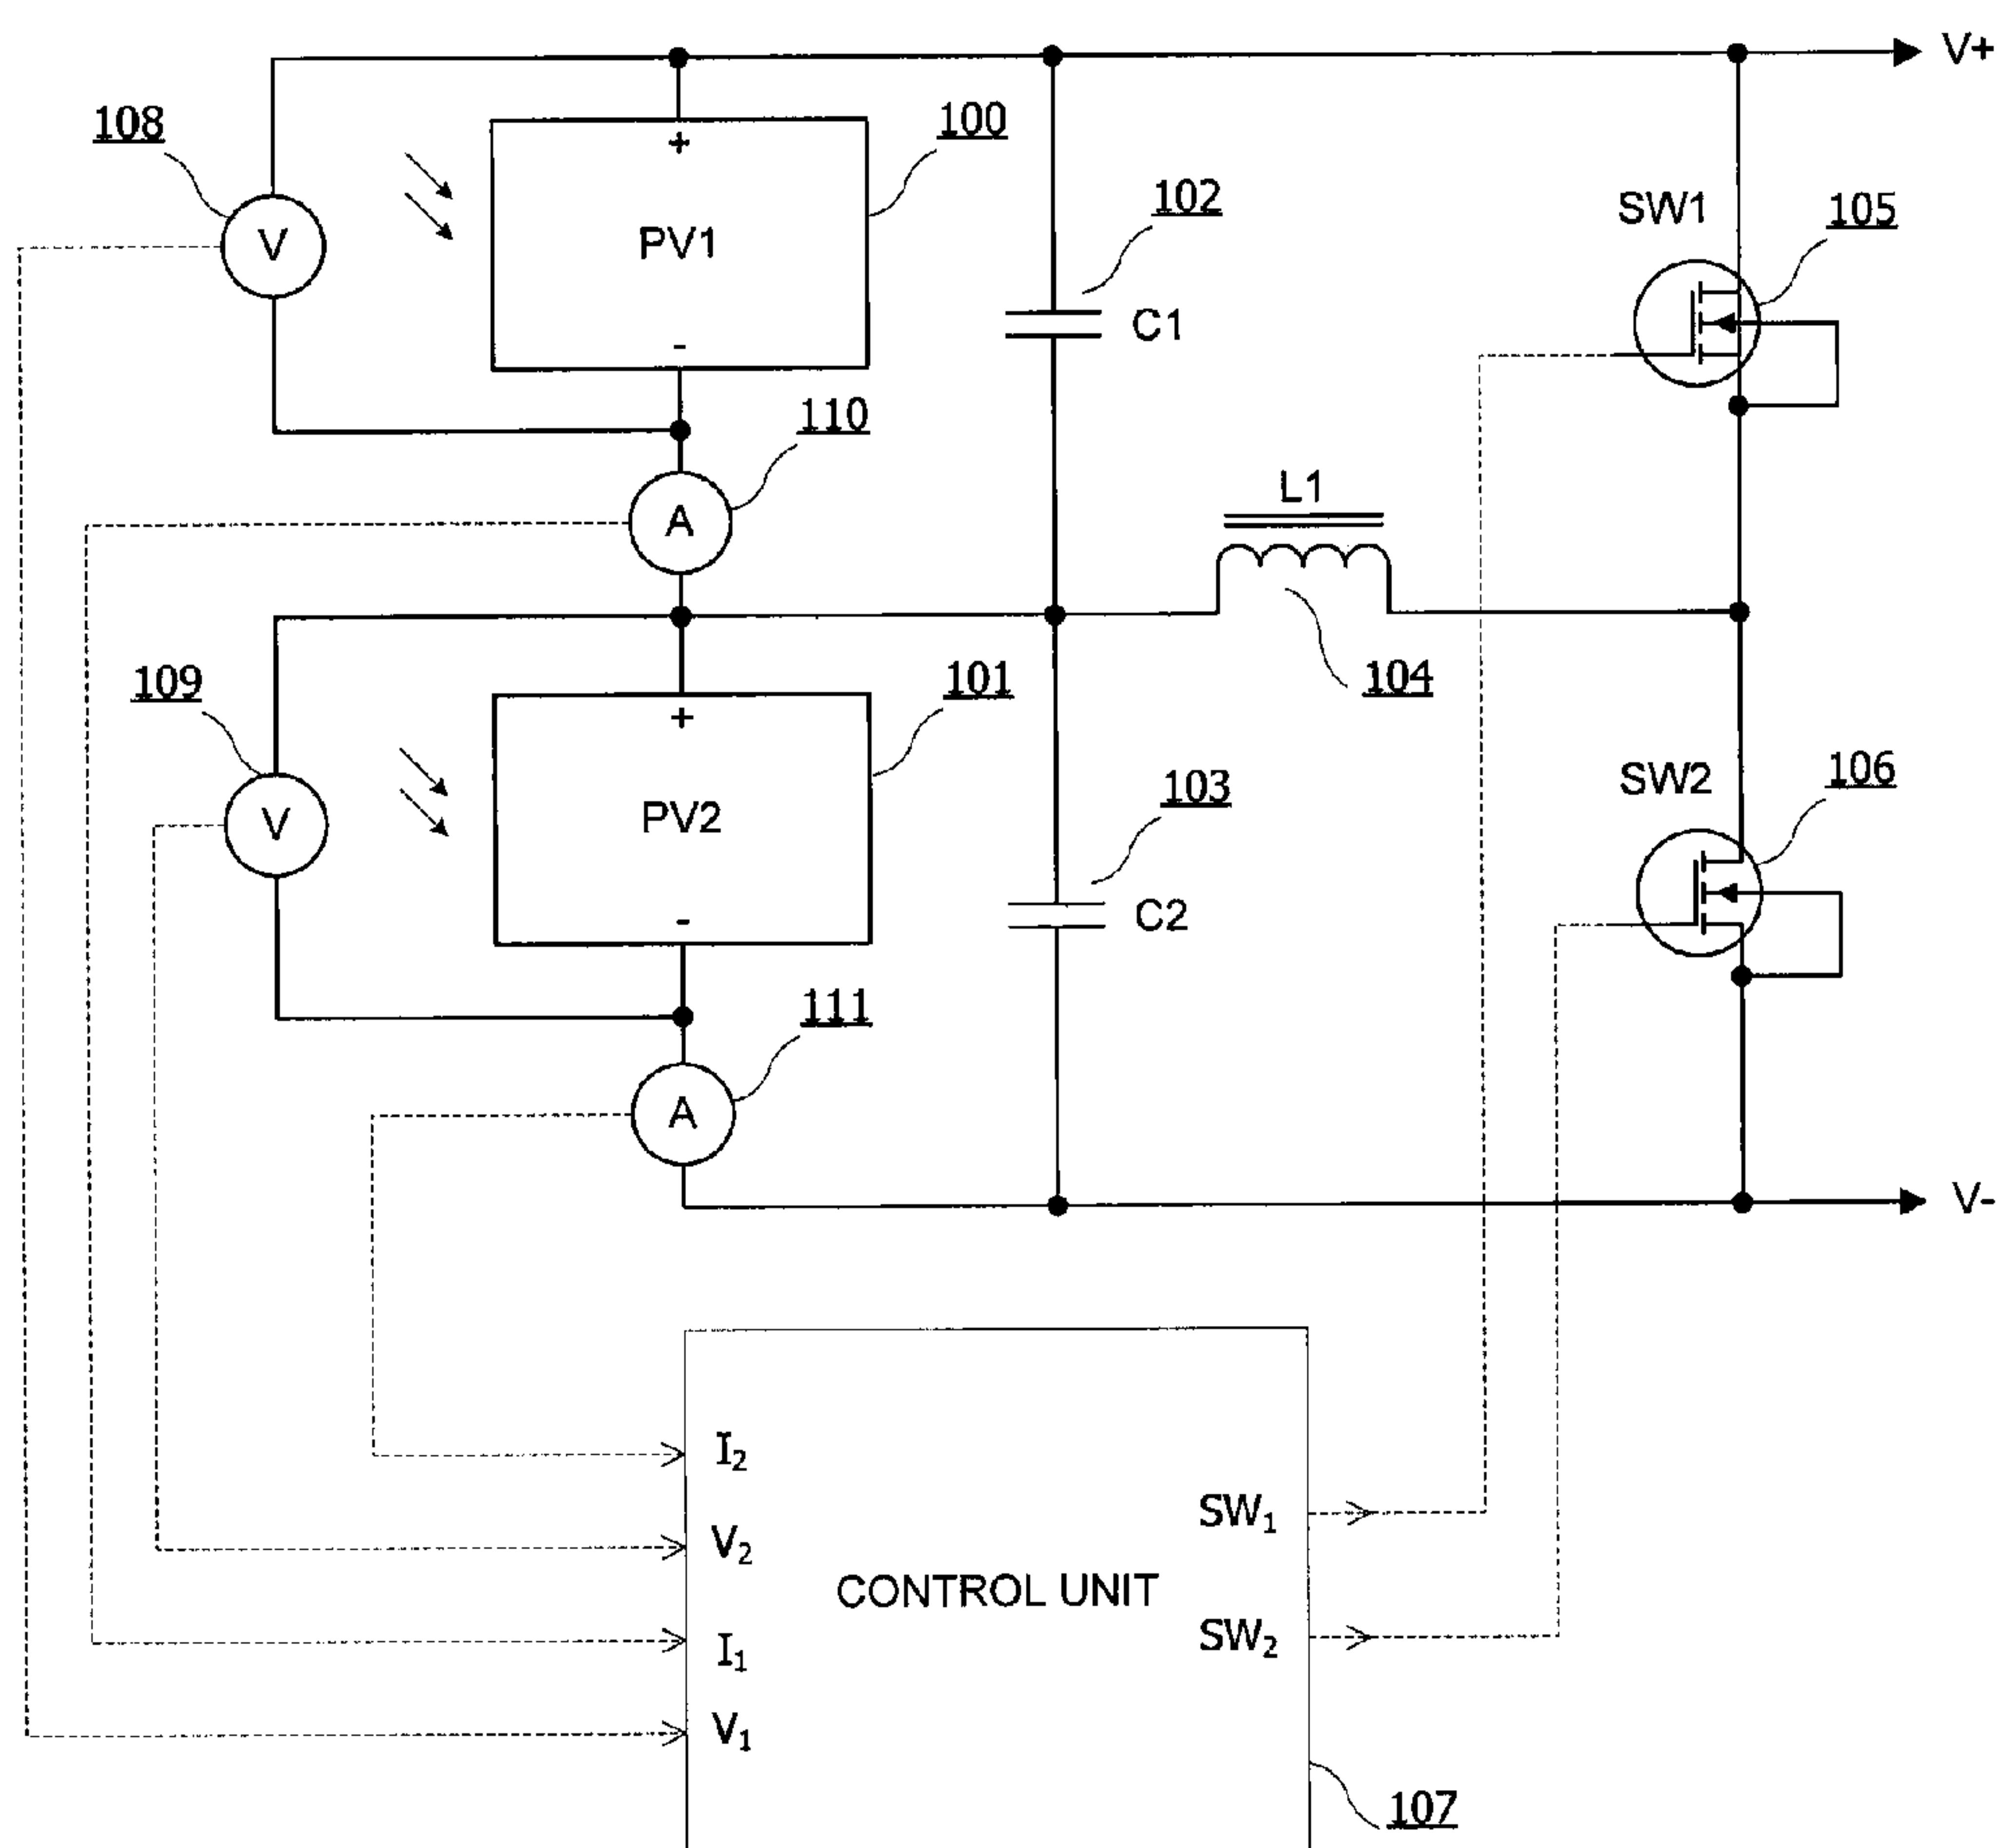 V+
108
+
100
102
SW1
105
V
PV1
C1
-
110
A
L1
109
+
101
104
103
SW2
106
V
PV2
C2
-
111
A
V-
I₂
SW₁
V₂
CONTROL UNIT
SW₂
I₁
V₁
107